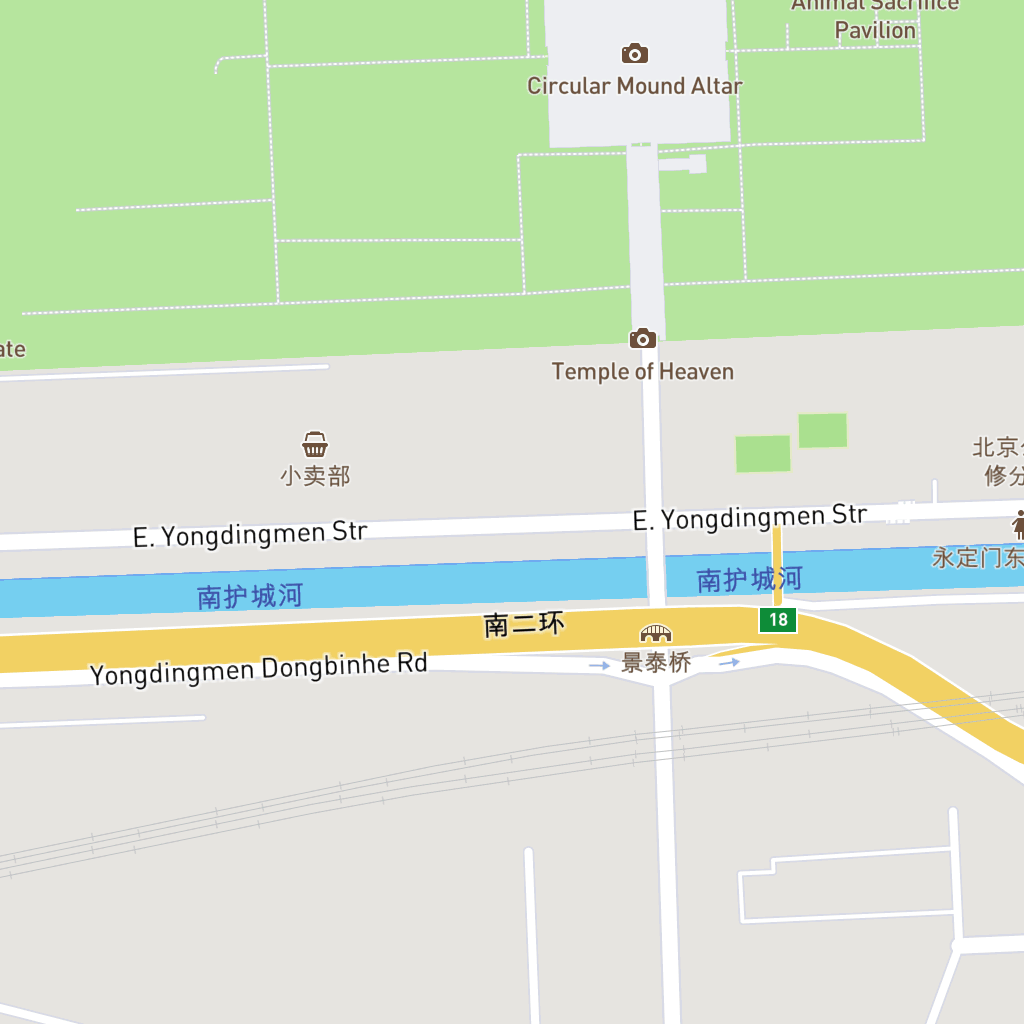 Animal Sacrifice
Pavilion
Circular Mound Altar
ate
Temple of Heaven
小卖部
北京
修分
E. Yongdingmen Str
E. Yongdingmen Str
永定门东
南护城河
南护城河
18
南二环
景泰桥
Yongdingmen Dongbinhe Rd